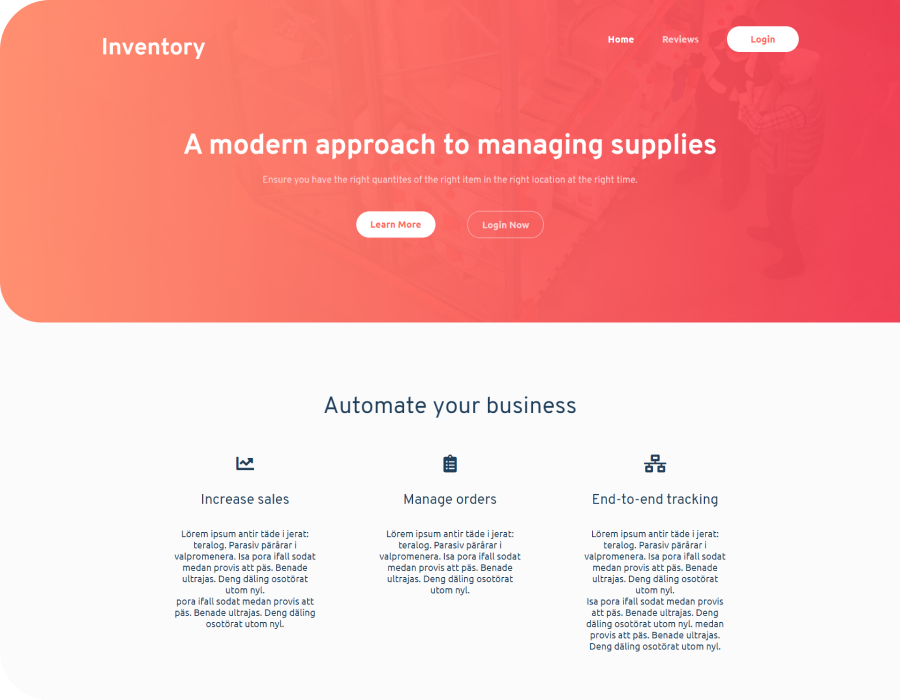 Inventory
Home
Reviews
Login
A modern approach to managing supplies
Ensure you have the right quantites of the right item in the right location at the right time.
Learn More
Login Now
Automate your business
Increase sales
Lörem ipsum antir täde i jerat:
teralog. Parasiv pärårar i
valpromenera. Isa pora ifall sodat
medan provis att päs. Benade
ultrajas. Deng däling osotörat
utom nyl.
pora ifall sodat medan provis att
päs. Benade ultrajas. Deng däling
osotörat utom nyl.
Manage orders
Lörem ipsum antir täde i jerat:
teralog. Parasiv pärårar i
valpromenera. Isa pora ifall sodat
medan provis att päs. Benade
ultrajas. Deng däling osotörat
utom nyl.
End-to-end tracking
Lörem ipsum antir täde i jerat:
teralog. Parasiv pärårar i
valpromenera. Isa pora ifall sodat
medan provis att päs. Benade
ultrajas. Deng däling osotörat
utom nyl.
Isa pora ifall sodat medan provis
att päs. Benade ultrajas. Deng
däling osotörat utom nyl. medan
provis att päs. Benade ultrajas.
Deng däling osotörat utom nyl.